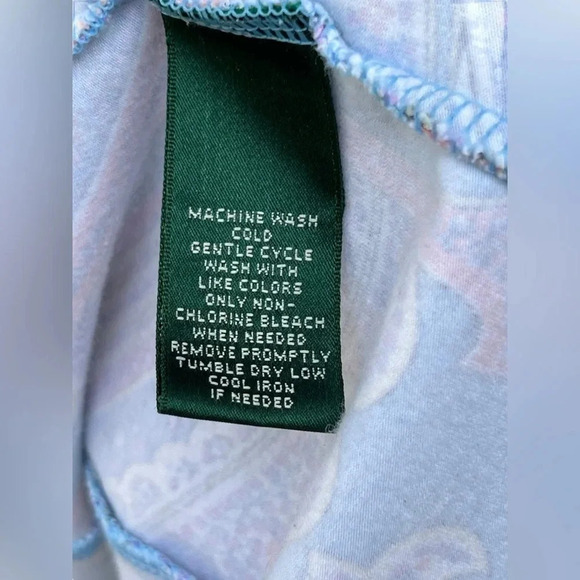 MACHINE WASH
COLD
GENTLE CYCLE
WASH WITH
LIKE COLORS
ONLY NON-
CHLORINE BLEACH
WHEN NEEDED
REMOVE PROMPTLY
TUMBLE DRY LOW
COOL IRON
IF NEEDED